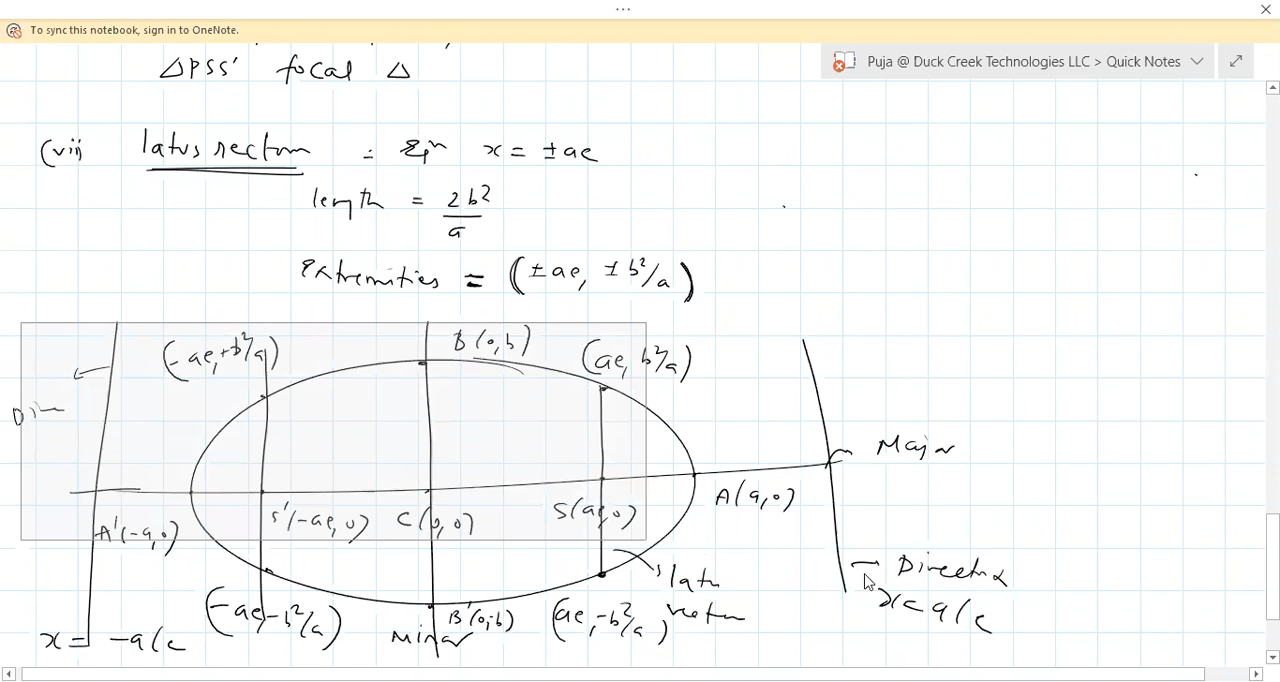 To sync this notebook, sign in to OneNote.
Puja @ Duck Creek Technologies LLC > Quick Notes
ΔPSS' focal Δ
(vii) latus rectum = Eqn x = ±ae
length = 2b²/a
extremities = (±ae, ±b²/a)
(-ae, +b²/a) B(0,b) (ae, b²/a)
Major
A'(-a,0) S'(-ae,0) C(0,0) S(ae,0) A(a,0)
Directrix
x = a/e
latus rectum
(-ae, -b²/a) B'(0,-b) (ae, -b²/a)
x = -a/e Minor